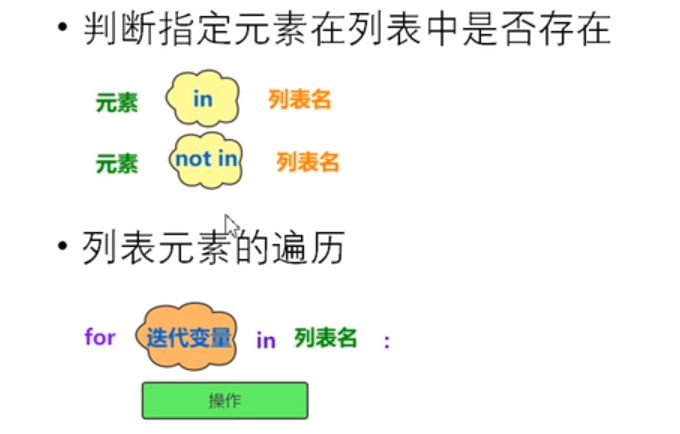 • 判断指定元素在列表中是否存在
元素 in 列表名
元素 not in 列表名
• 列表元素的遍历
for 迭代变量 in 列表名 :
操作